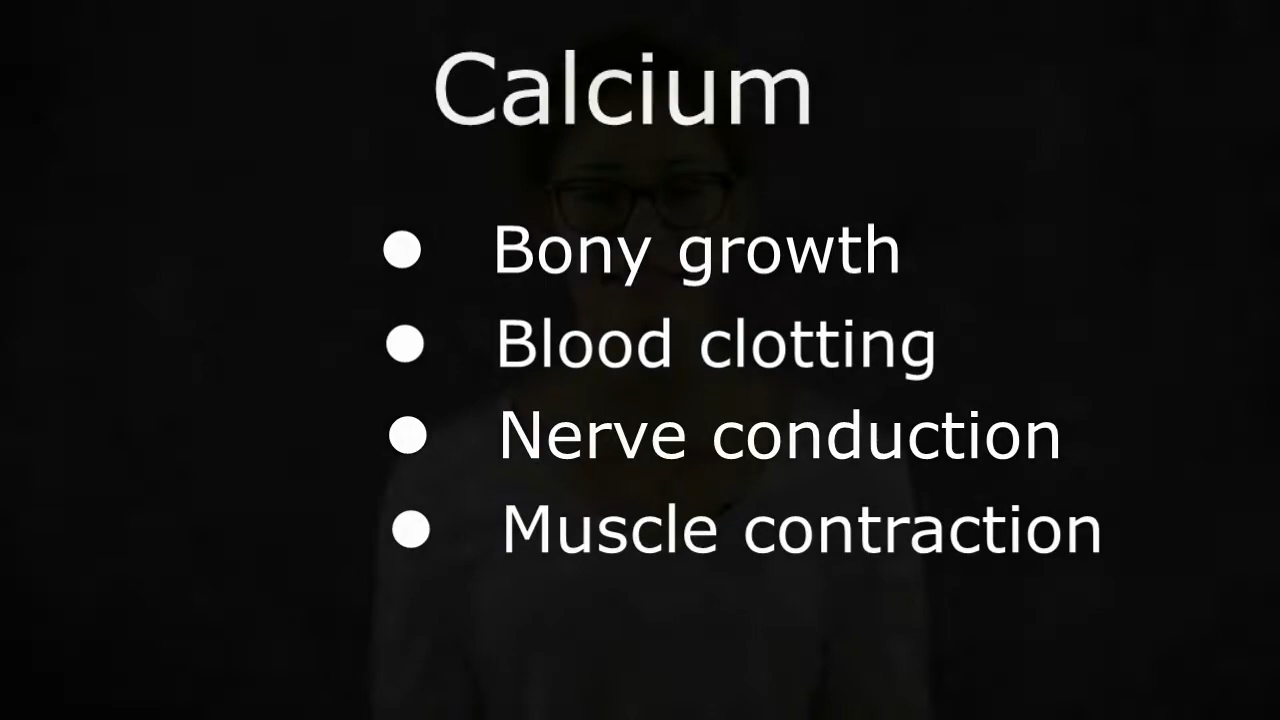 Calcium
● Bony growth
● Blood clotting
● Nerve conduction
● Muscle contraction